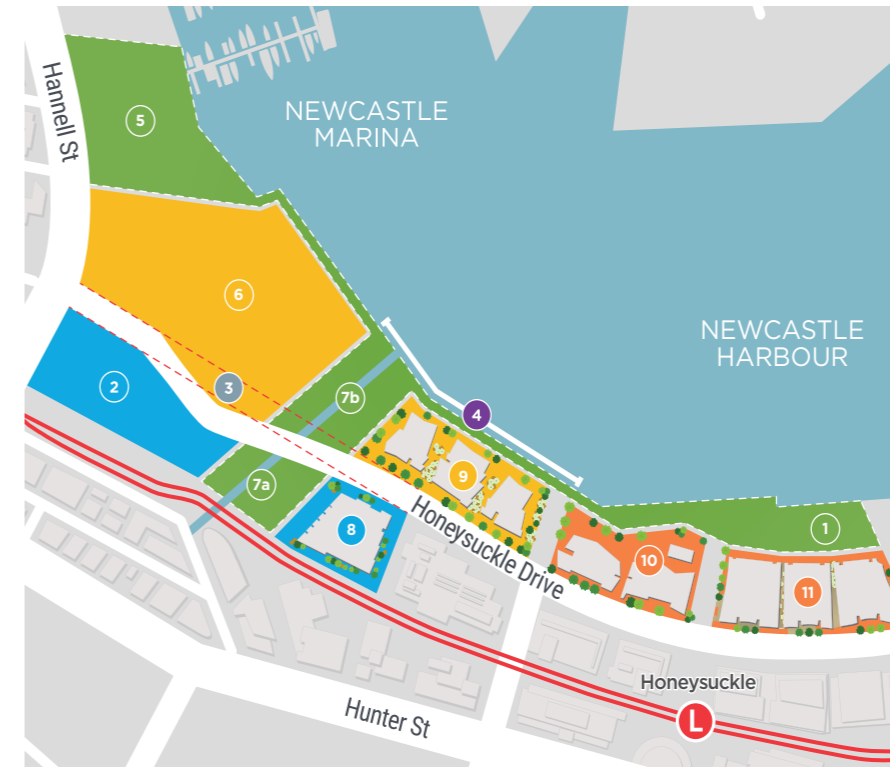 Hannell St
5
NEWCASTLE
MARINA
6
NEWCASTLE
HARBOUR
2
3
7b
4
7a
9
8
Honeysuckle Drive
1
10
11
Honeysuckle
L
Hunter St